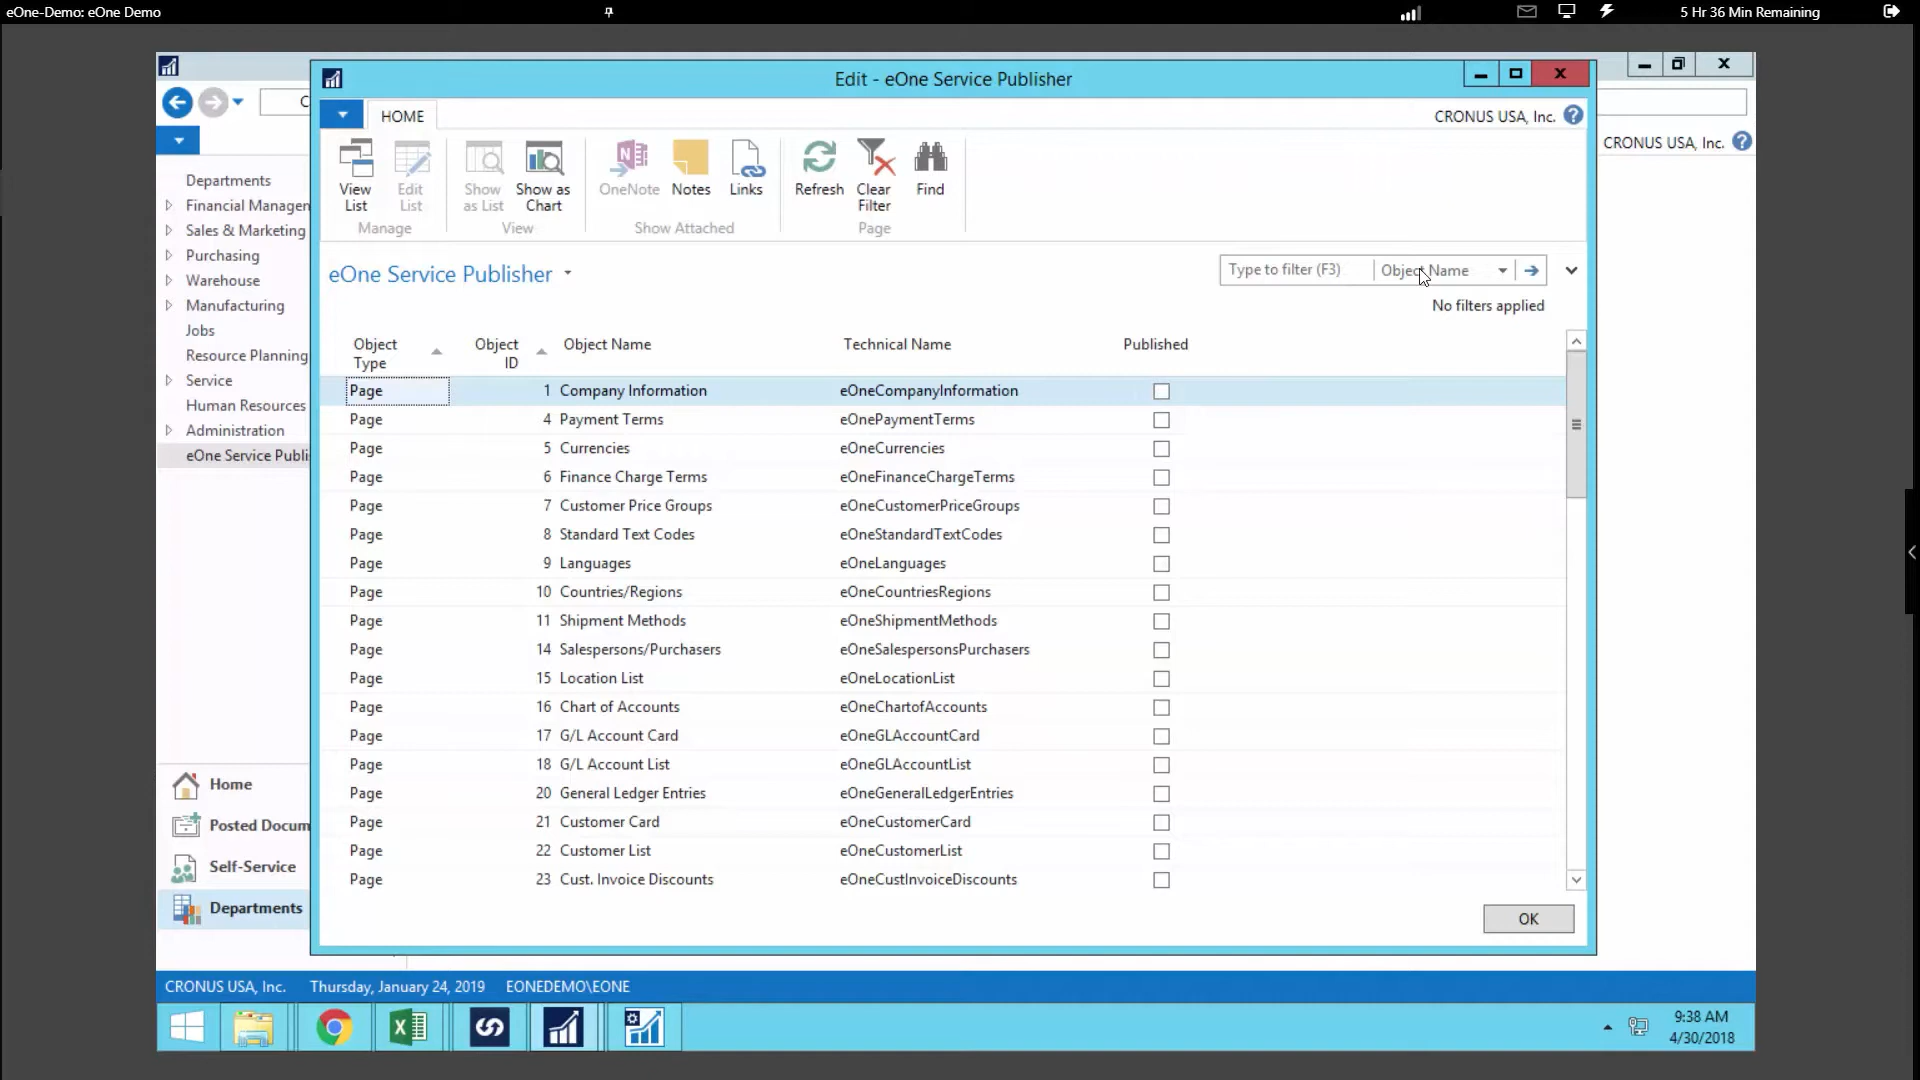 eOne-Demo: eOne Demo
5 Hr 36 Min Remaining
Edit - eOne Service Publisher
C
HOME
CRONUS USA, Inc.
CRONUS USA, Inc.
View List
Edit List
Show as List
Show as Chart
OneNote
Notes
Links
Refresh
Clear Filter
Find
Manage
View
Show Attached
Page
Departments
Financial Managen
Sales & Marketing
Purchasing
Warehouse
Manufacturing
Jobs
Resource Planning
Service
Human Resources
Administration
eOne Service Publis
Home
Posted Docum
Self-Service
Departments
eOne Service Publisher
Type to filter (F3)
Object Name
No filters applied
Object Type
Object ID
Object Name
Technical Name
Published
Page 1 Company Information eOneCompanyInformation
Page 4 Payment Terms eOnePaymentTerms
Page 5 Currencies eOneCurrencies
Page 6 Finance Charge Terms eOneFinanceChargeTerms
Page 7 Customer Price Groups eOneCustomerPriceGroups
Page 8 Standard Text Codes eOneStandardTextCodes
Page 9 Languages eOneLanguages
Page 10 Countries/Regions eOneCountriesRegions
Page 11 Shipment Methods eOneShipmentMethods
Page 14 Salespersons/Purchasers eOneSalespersonsPurchasers
Page 15 Location List eOneLocationList
Page 16 Chart of Accounts eOneChartofAccounts
Page 17 G/L Account Card eOneGLAccountCard
Page 18 G/L Account List eOneGLAccountList
Page 20 General Ledger Entries eOneGeneralLedgerEntries
Page 21 Customer Card eOneCustomerCard
Page 22 Customer List eOneCustomerList
Page 23 Cust. Invoice Discounts eOneCustInvoiceDiscounts
OK
CRONUS USA, Inc.
Thursday, January 24, 2019
EONEDEMO\EONE
9:38 AM
4/30/2018